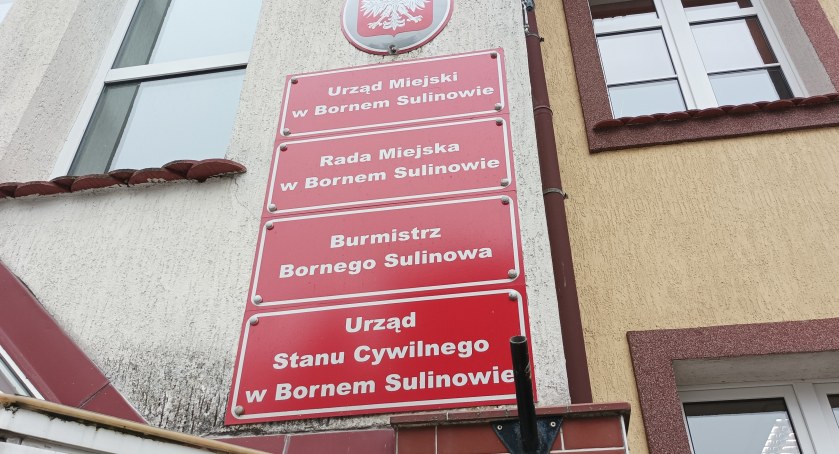 Urząd Miejski
w Bornem Sulinowie
Rada Miejska
w Bornem Sulinowie
Burmistrz
Bornego Sulinowa
Urząd
Stanu Cywilnego
w Bornem Sulinowie